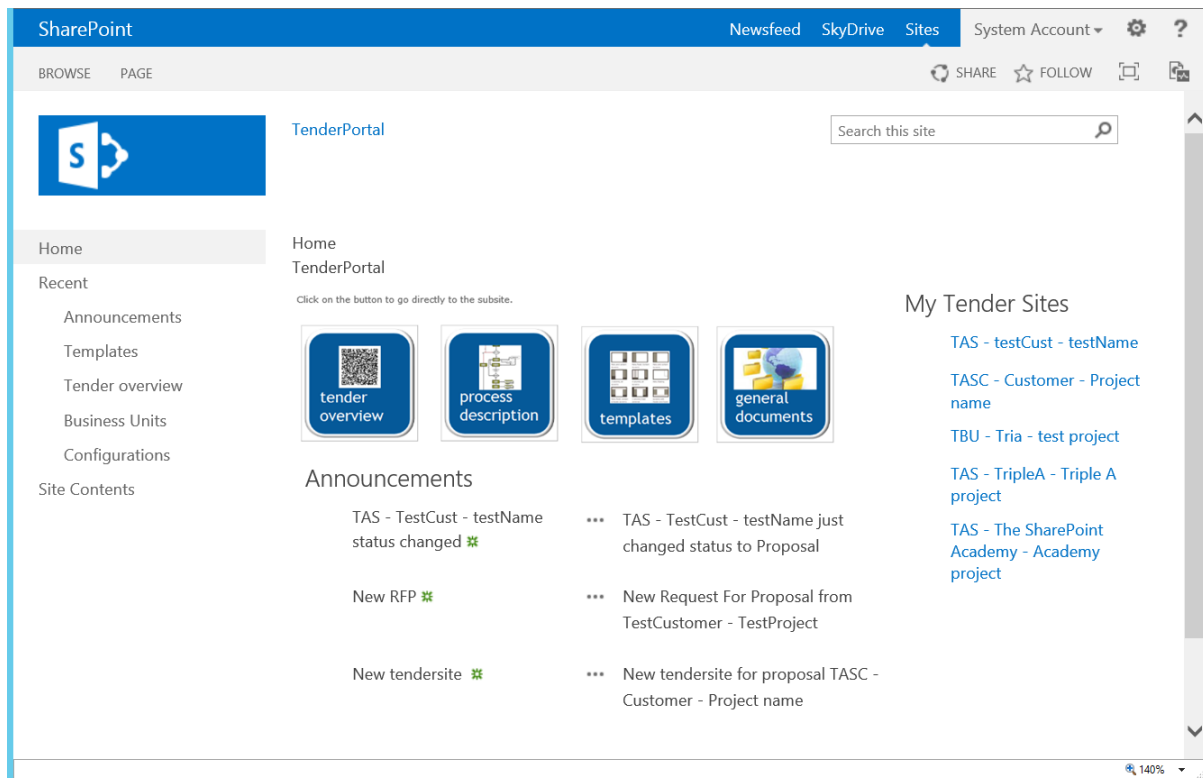 SharePoint
Newsfeed SkyDrive Sites System Account ?
BROWSE PAGE
SHARE FOLLOW
S
TenderPortal
Search this site
Home
Recent
Announcements
Templates
Tender overview
Business Units
Configurations
Site Contents
Home
TenderPortal
Click on the button to go directly to the subsite.
tender
overview
process
description
templates
general
documents
Announcements
TAS - TestCust - testName
status changed
••• TAS - TestCust - testName just
changed status to Proposal
New RFP
••• New Request For Proposal from
TestCustomer - TestProject
New tendersite
••• New tendersite for proposal TASC -
Customer - Project name
My Tender Sites
TAS - testCust - testName
TASC - Customer - Project
name
TBU - Tria - test project
TAS - TripleA - Triple A
project
TAS - The SharePoint
Academy - Academy
project
140%